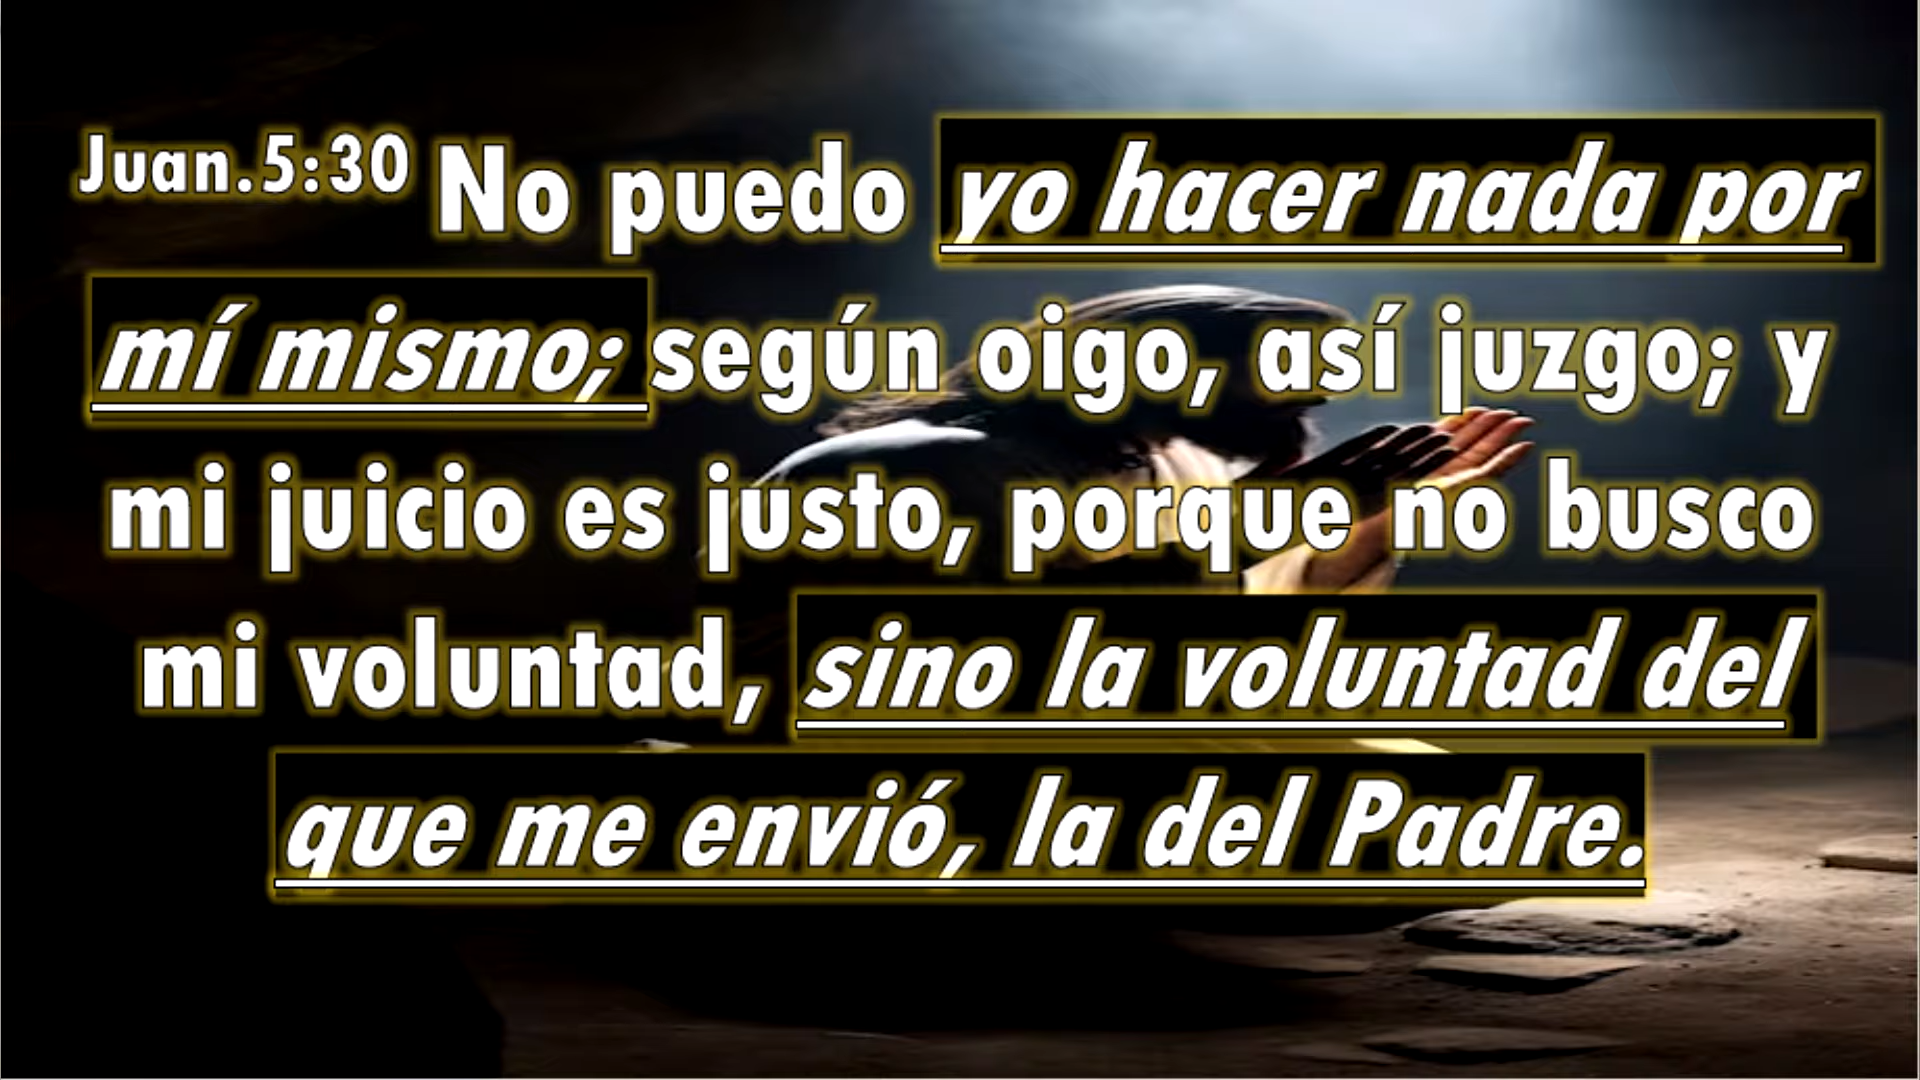 Juan.5:30 No puedo yo hacer nada por
mí mismo; según oigo, así juzgo; y
mi juicio es justo, porque no busco
mi voluntad, sino la voluntad del
que me envió, la del Padre.